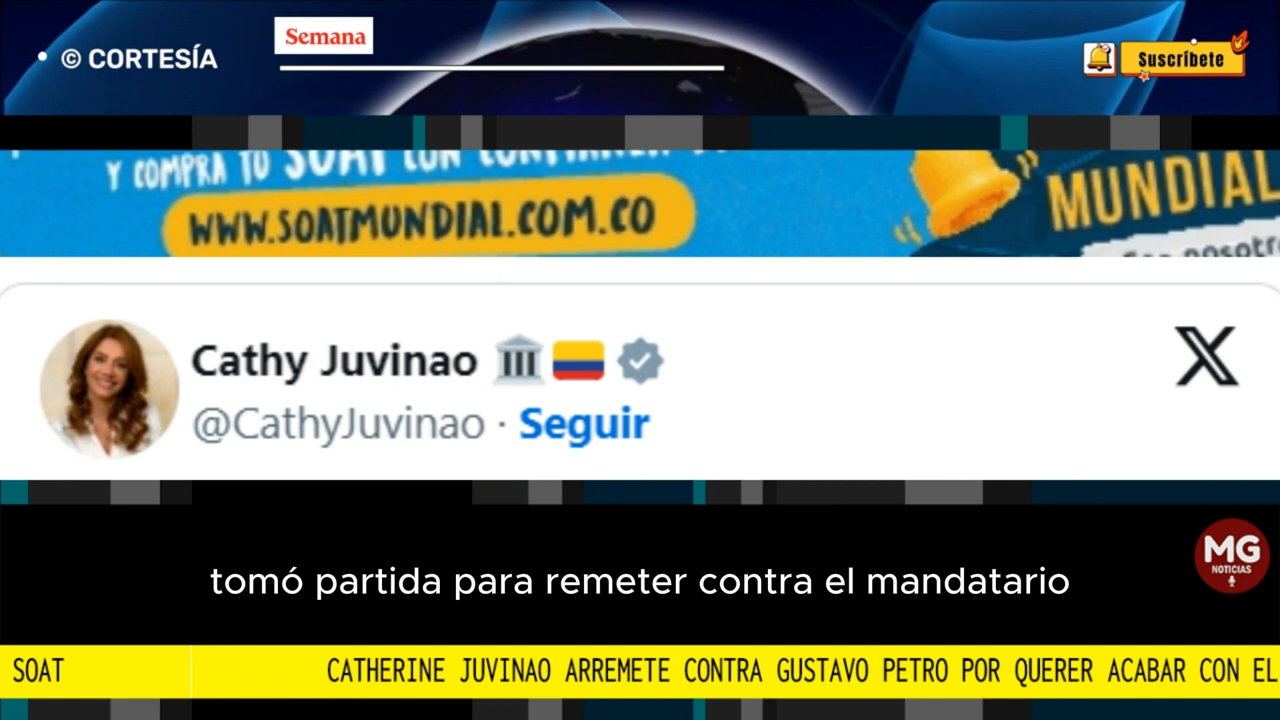 © CORTESÍA
Semana
Suscríbete
Y COMPRA TU SOAT CON CONFIANZA
WWW.SOATMUNDIAL.COM.CO
MUNDIAL
Cathy Juvinao
@CathyJuvinao · Seguir
tomó partida para remeter contra el mandatario
MG
NOTICIAS
SOAT
CATHERINE JUVINAO ARREMETE CONTRA GUSTAVO PETRO POR QUERER ACABAR CON EL